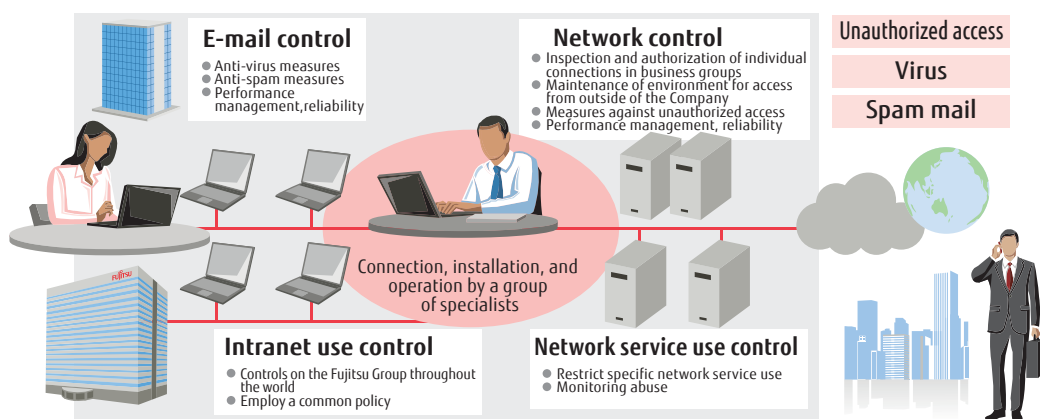 E-mail control
● Anti-virus measures
● Anti-spam measures
● Performance
management,reliability
Network control
● Inspection and authorization of individual
connections in business groups
● Maintenance of environment for access
from outside of the Company
● Measures against unauthorized access
● Performance management, reliability
Unauthorized access
Virus
Spam mail
Connection, installation, and
operation by a group
of specialists
FUJITSU
Intranet use control
● Controls on the Fujitsu Group throughout
the world
● Employ a common policy
Network service use control
● Restrict specific network service use
● Monitoring abuse